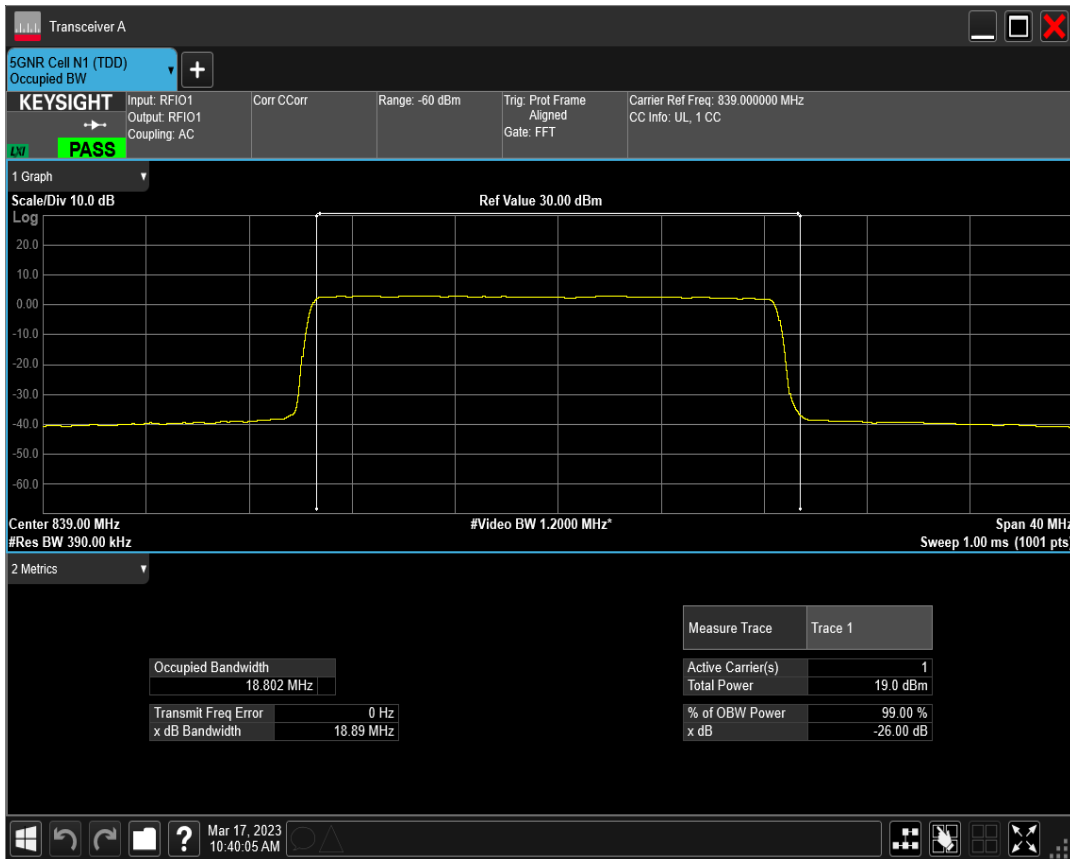 Transceiver A
5GNR Cell N1 (TDD)
Occupied BW
KEYSIGHT
LXI
PASS
Input: RFIO1
Output: RFIO1
Coupling: AC
Corr CCorr
Range: -60 dBm
Trig: Prot Frame
Aligned
Gate: FFT
Carrier Ref Freq: 839.000000 MHz
CC Info: UL, 1 CC
1 Graph
Scale/Div 10.0 dB
Ref Value 30.00 dBm
Log
20.0
10.0
0.00
-10.0
-20.0
-30.0
-40.0
-50.0
-60.0
Center 839.00 MHz
#Video BW 1.2000 MHz*
Span 40 MHz
#Res BW 390.00 kHz
Sweep 1.00 ms (1001 pts)
2 Metrics
Measure Trace Trace 1
Occupied Bandwidth
18.802 MHz
Active Carrier(s) 1
Total Power 19.0 dBm
Transmit Freq Error 0 Hz
x dB Bandwidth 18.89 MHz
% of OBW Power 99.00 %
x dB -26.00 dB
?
Mar 17, 2023
10:40:05 AM